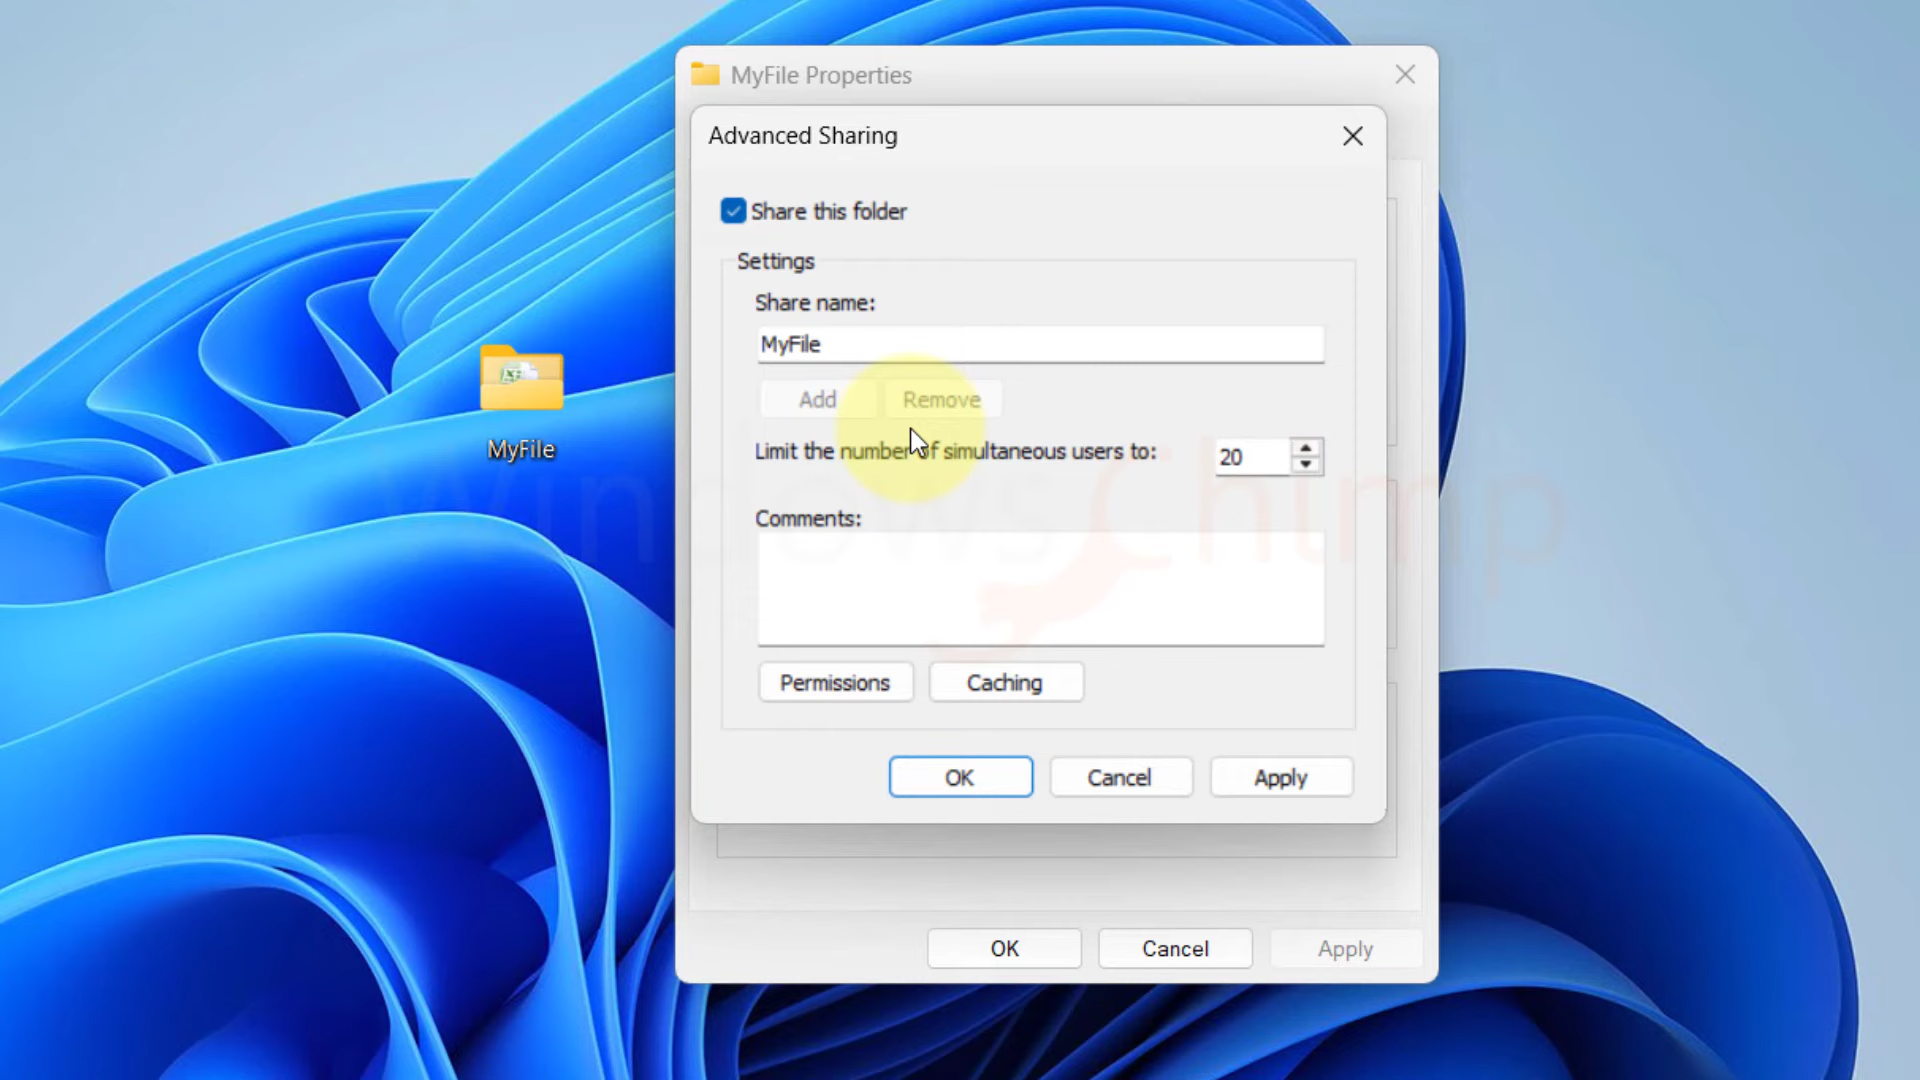 MyFile Properties
Advanced Sharing
Share this folder
Settings
Share name:
MyFile
Add Remove
Limit the number of simultaneous users to: 20
Comments:
Permissions Caching
OK Cancel Apply
OK Cancel Apply
MyFile
WindowsChimp